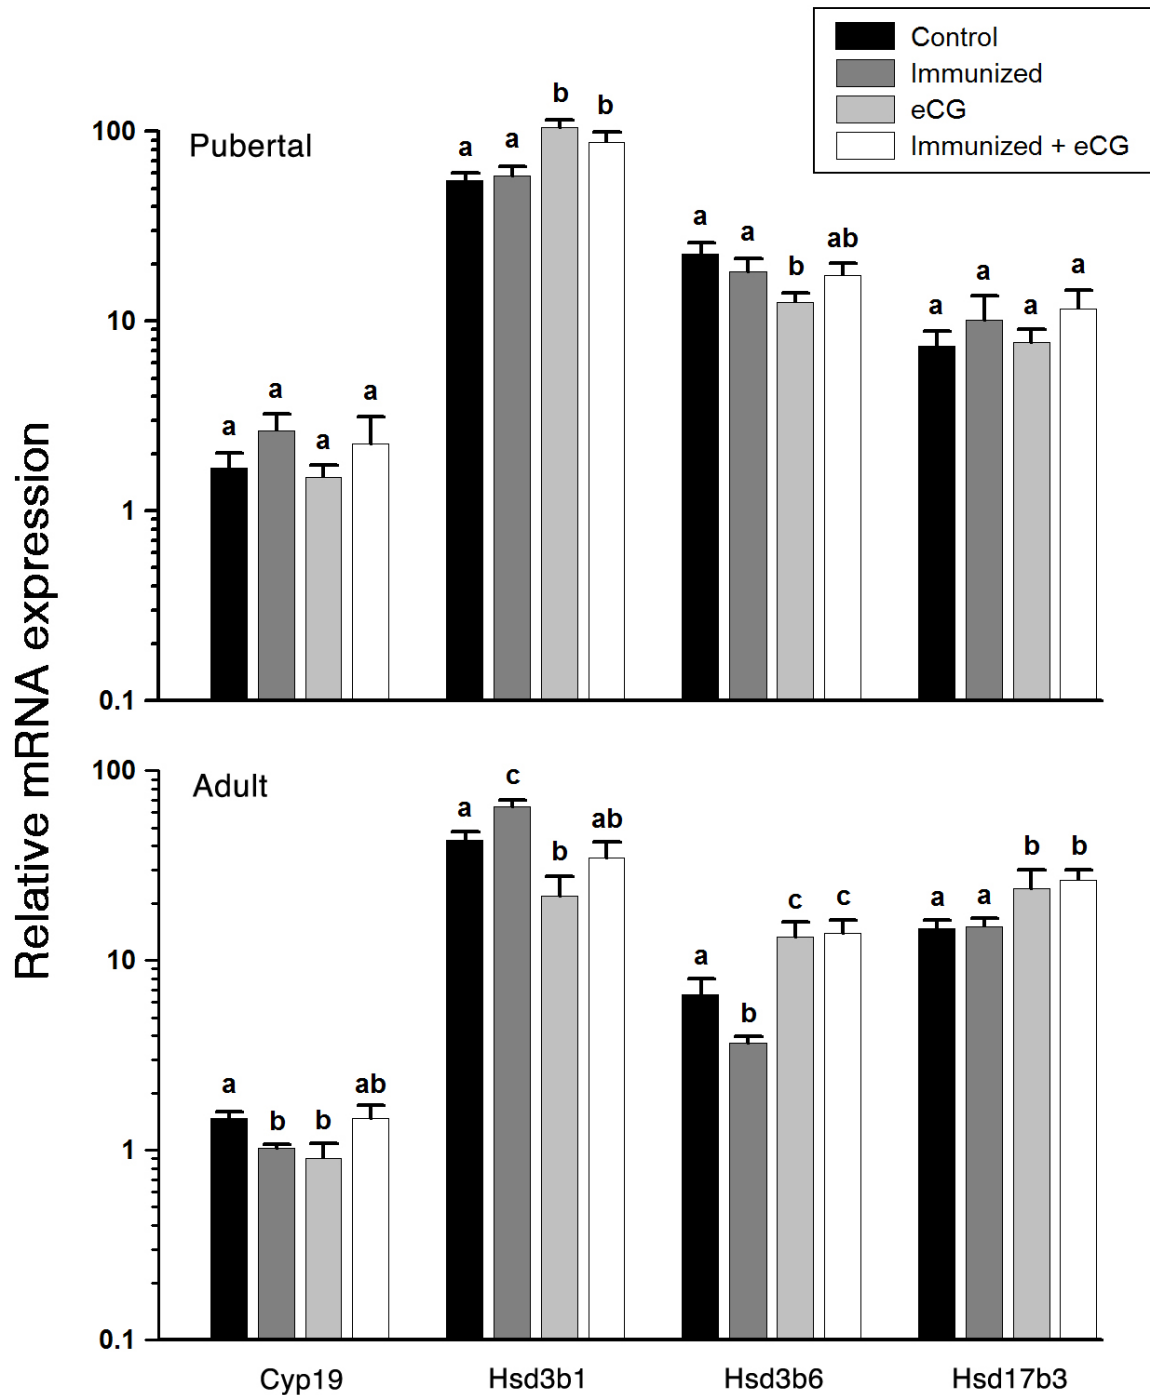 Control
Immunized
eCG
Immunized + eCG
Relative mRNA expression
Pubertal
100
10
1
0.1
a a b b
a a b ab
a a a a
a a a a
Adult
100
10
1
0.1
a c b ab
a b c c
a a b b
a b b ab
Cyp19 Hsd3b1 Hsd3b6 Hsd17b3